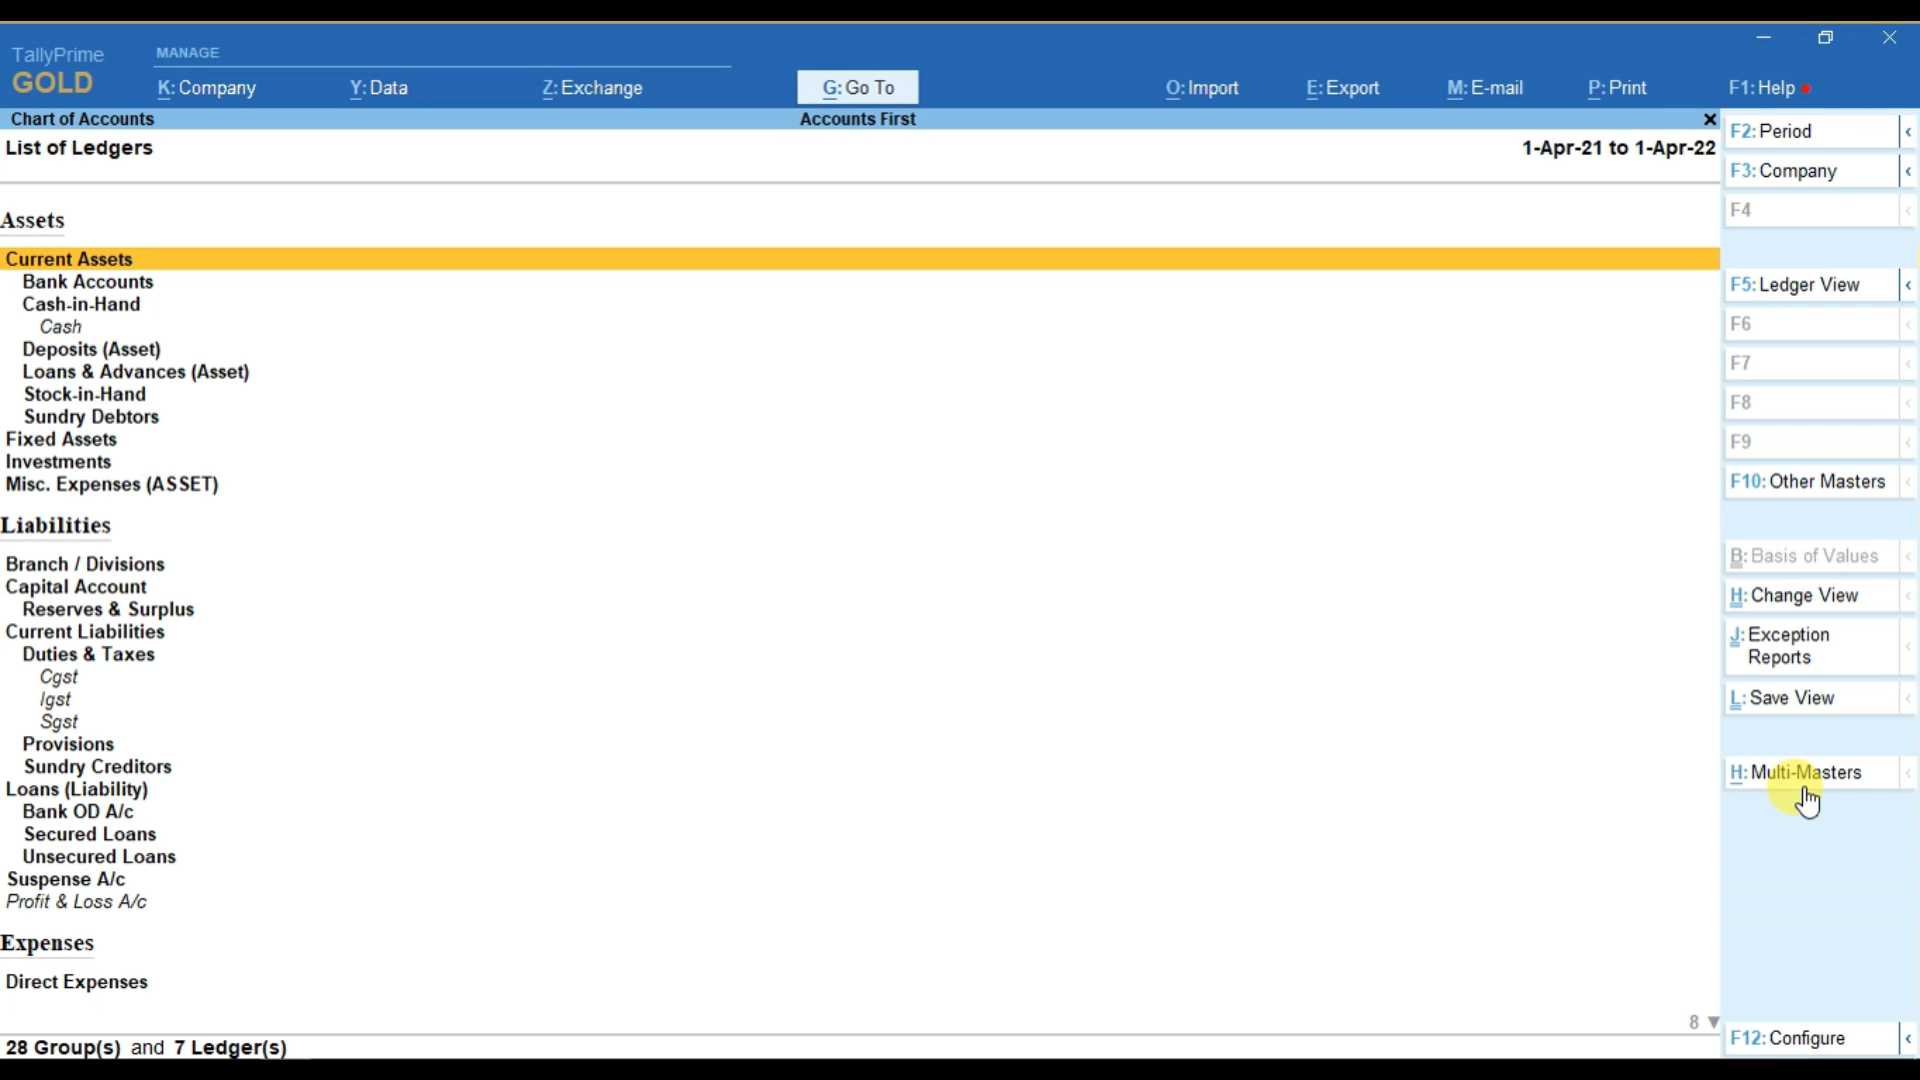 TallyPrime
GOLD
MANAGE
K: Company
Y: Data
Z: Exchange
G: Go To
O: Import
E: Export
M: E-mail
P: Print
F1: Help
Chart of Accounts
Accounts First
List of Ledgers
1-Apr-21 to 1-Apr-22
Assets
Current Assets
Bank Accounts
Cash-in-Hand
Cash
Deposits (Asset)
Loans & Advances (Asset)
Stock-in-Hand
Sundry Debtors
Fixed Assets
Investments
Misc. Expenses (ASSET)
Liabilities
Branch / Divisions
Capital Account
Reserves & Surplus
Current Liabilities
Duties & Taxes
Cgst
Igst
Sgst
Provisions
Sundry Creditors
Loans (Liability)
Bank OD A/c
Secured Loans
Unsecured Loans
Suspense A/c
Profit & Loss A/c
Expenses
Direct Expenses
8
28 Group(s) and 7 Ledger(s)
F2: Period
F3: Company
F4
F5: Ledger View
F6
F7
F8
F9
F10: Other Masters
B: Basis of Values
H: Change View
J: Exception
Reports
L: Save View
H: Multi-Masters
F12: Configure